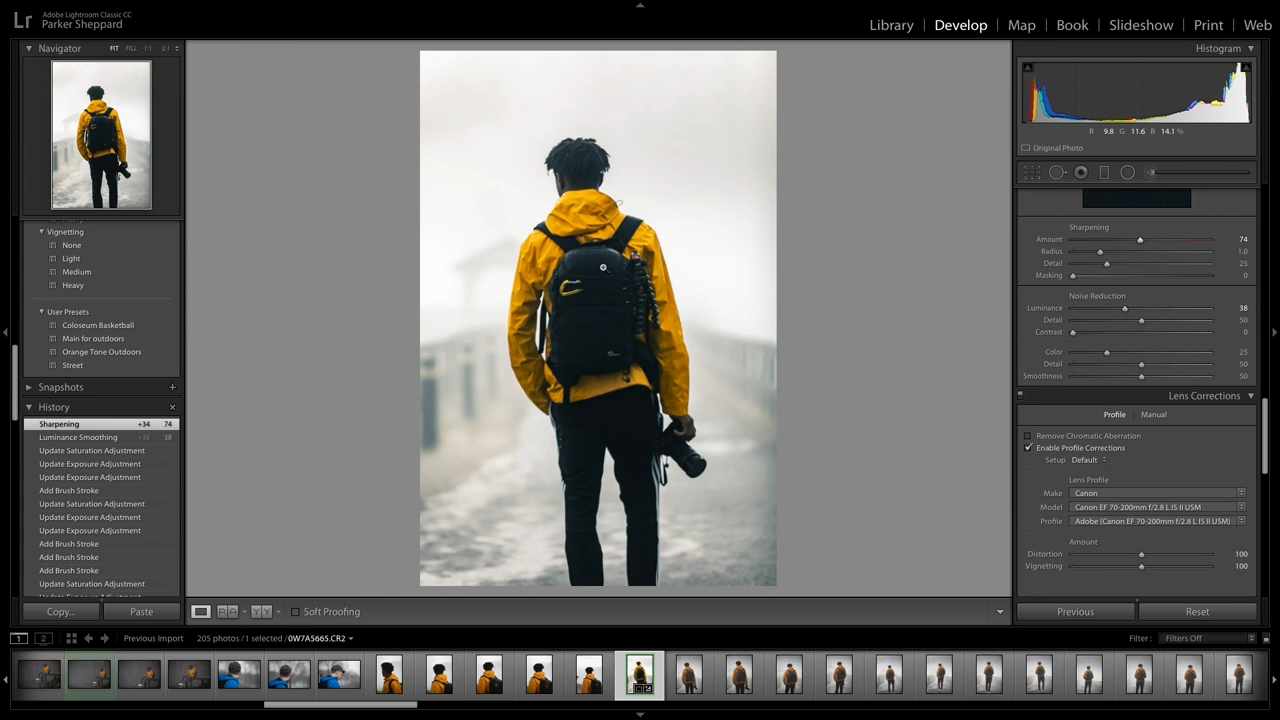 Lr
Adobe Lightroom Classic CC
Parker Sheppard
Library | Develop | Map | Book | Slideshow | Print | Web
Navigator FIT FILL 1:1 2:1
Vignetting
None
Light
Medium
Heavy
User Presets
Coloseum Basketball
Main for outdoors
Orange Tone Outdoors
Street
Snapshots +
History ×
Sharpening +34 74
Luminance Smoothing +38 38
Update Saturation Adjustment
Update Exposure Adjustment
Update Exposure Adjustment
Add Brush Stroke
Update Saturation Adjustment
Update Exposure Adjustment
Update Exposure Adjustment
Add Brush Stroke
Add Brush Stroke
Add Brush Stroke
Update Saturation Adjustment
Copy... Paste
R A Y Y Soft Proofing
Histogram
R 9.8 G 11.6 B 14.1 %
Original Photo
Sharpening
Amount 74
Radius 1.0
Detail 25
Masking 0
Noise Reduction
Luminance 38
Detail 50
Contrast 0
Color 25
Detail 50
Smoothness 50
Lens Corrections
Profile Manual
Remove Chromatic Aberration
Enable Profile Corrections
Setup Default
Lens Profile
Make Canon
Model Canon EF 70-200mm f/2.8 L IS II USM
Profile Adobe (Canon EF 70-200mm f/2.8 L IS II USM)
Amount
Distortion 100
Vignetting 100
Previous Reset
1 2 Previous Import 205 photos / 1 selected / 0W7A5665.CR2 Filter : Filters Off